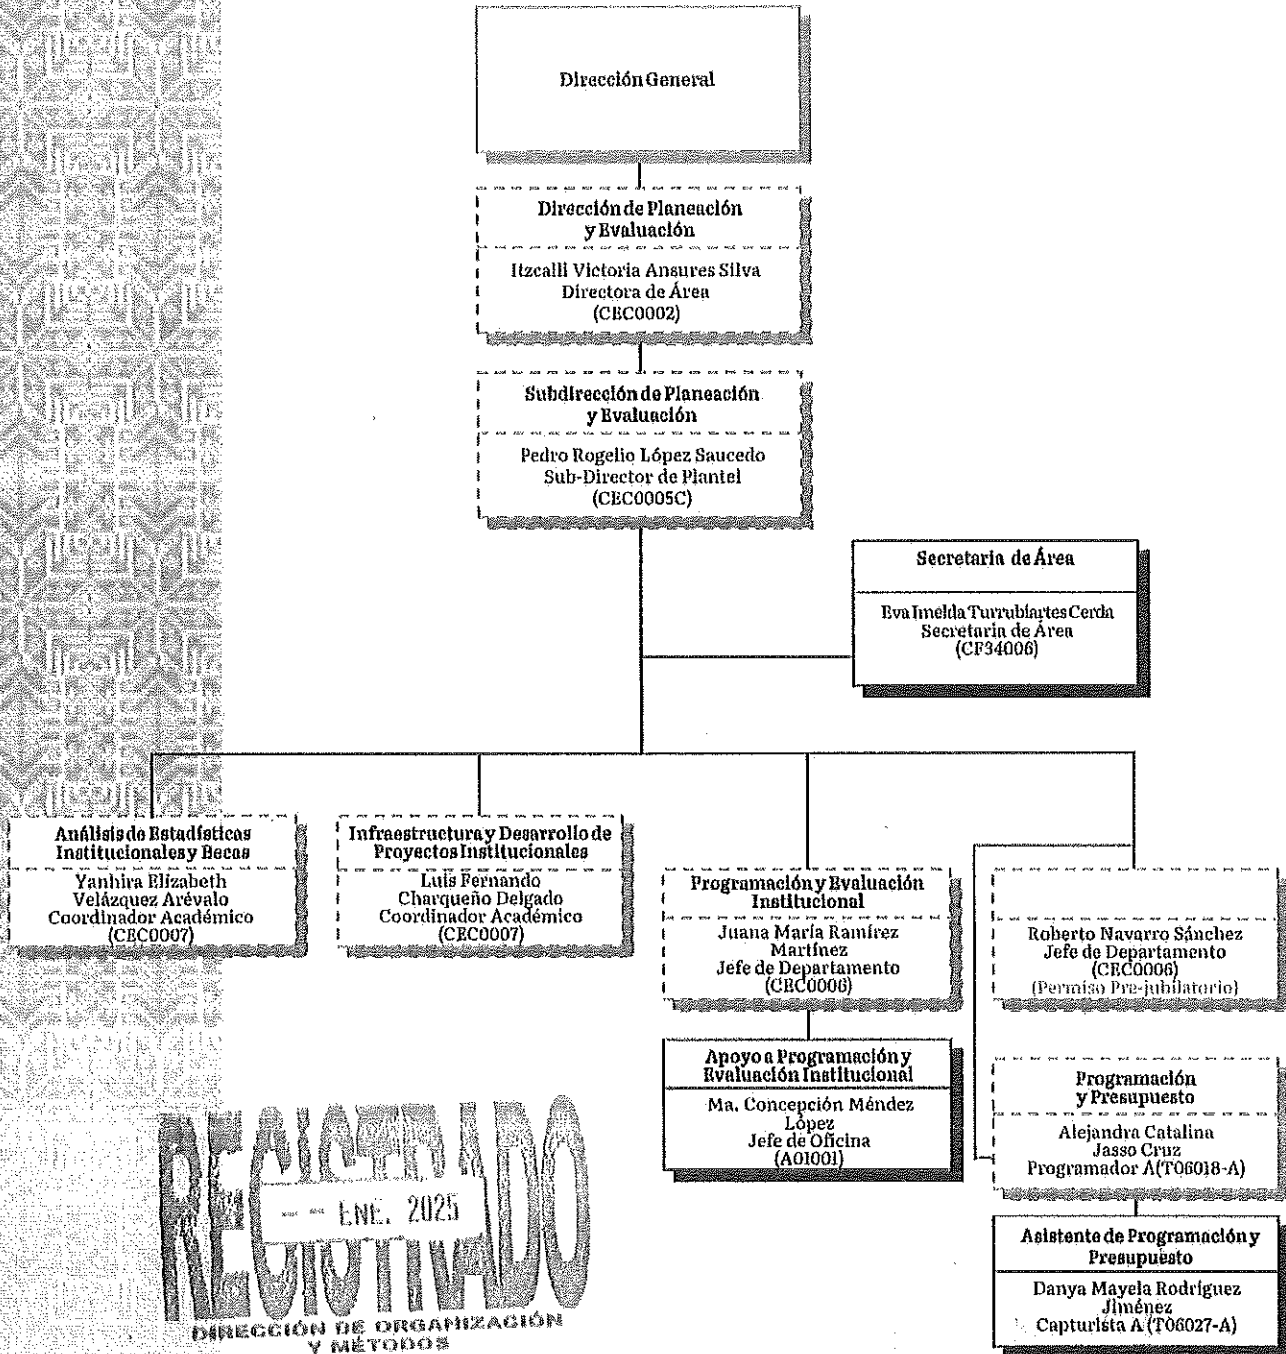 Dirección General
Dirección de Planeación
y Evaluación
Itzcalli Victoria Ansures Silva
Directora de Área
(CEC0002)
Subdirección de Planeación
y Evaluación
Pedro Rogelio López Saucedo
Sub-Director de Plantel
(CEC0005C)
Secretaria de Área
Eva Imelda Turrubiartes Cerda
Secretaria de Área
(CF34006)
Análisis de Estadísticas
Institucionales y Becas
Yanhira Elizabeth
Velázquez Arévalo
Coordinador Académico
(CEC0007)
Infraestructura y Desarrollo de
Proyectos Institucionales
Luis Fernando
Charqueño Delgado
Coordinador Académico
(CEC0007)
Programación y Evaluación
Institucional
Juana María Ramírez
Martínez
Jefe de Departamento
(CEC0006)
Roberto Navarro Sánchez
Jefe de Departamento
(CEC0006)
(Permiso Pre-jubilatorio)
Apoyo a Programación y
Evaluación Institucional
Ma. Concepción Méndez
López
Jefe de Oficina
(A01001)
Programación
y Presupuesto
Alejandra Catalina
Jasso Cruz
Programador A(T06018-A)
Asistente de Programación y
Presupuesto
Danya Mayela Rodríguez
Jiménez
Capturista A (T06027-A)
REGISTRADO
-- -- ENE. 2025
DIRECCIÓN DE ORGANIZACIÓN
Y MÉTODOS